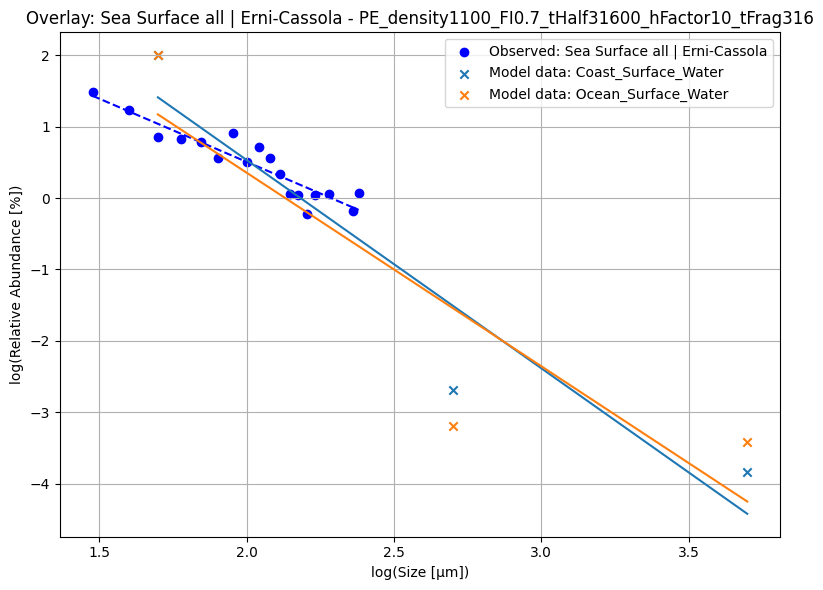 Overlay: Sea Surface all | Erni-Cassola - PE_density1100_FI0.7_tHalf31600_hFactor10_tFrag316
Observed: Sea Surface all | Erni-Cassola
Model data: Coast_Surface_Water
Model data: Ocean_Surface_Water
log(Relative Abundance [%])
2
1
0
−1
−2
−3
−4
1.5
2.0
2.5
3.0
3.5
log(Size [µm])